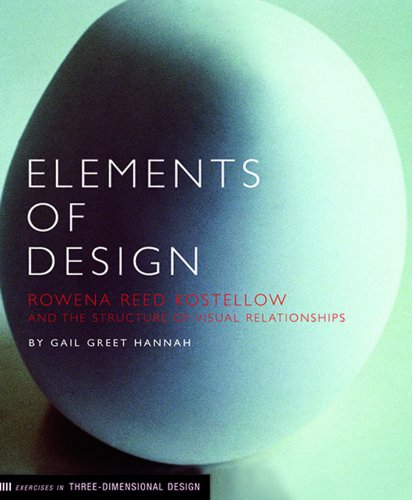 ELEMENTS
OF
DESIGN
ROWENA REED KOSTELLOW
AND THE STRUCTURE OF VISUAL RELATIONSHIPS
BY GAIL GREET HANNAH
EXERCISES IN THREE-DIMENSIONAL DESIGN